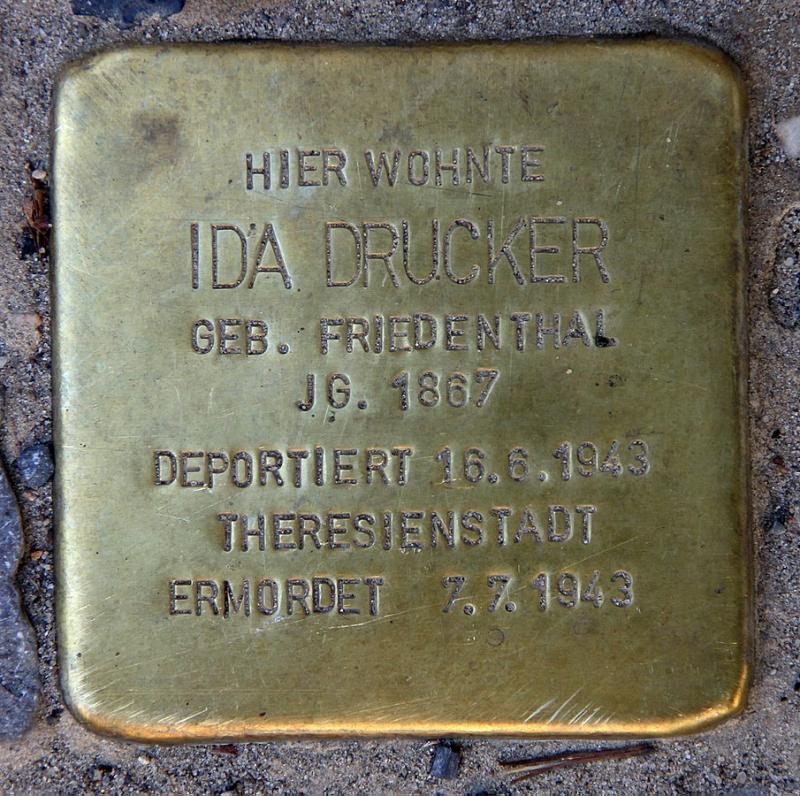 HIER WOHNTE
IDA DRUCKER
GEB. FRIEDENTHAL
JG. 1867
DEPORTIERT 16.6.1943
THERESIENSTADT
ERMORDET 7.7.1943